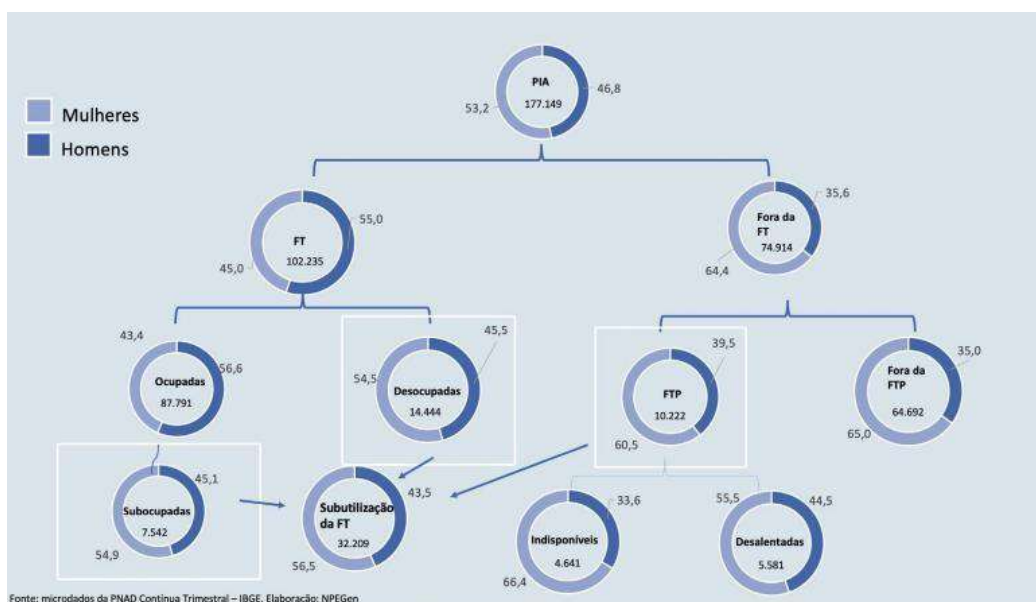 Mulheres
Homens
PIA
177.149
53,2
46,8
FT
102.235
45,0
55,0
Fora da
FT
74.914
35,6
64,4
43,4
Ocupadas
87.791
56,6
54,5
Desocupadas
14.444
45,5
FTP
10.222
39,5
60,5
Fora da
FTP
64.692
35,0
65,0
Subocupadas
7.542
45,1
54,9
Subutilização
da FT
32.209
43,5
56,5
Indisponíveis
4.641
33,6
66,4
55,5
Desalentadas
5.581
44,5
Fonte: microdados da PNAD Contínua Trimestral – IBGE. Elaboração: NPEGen